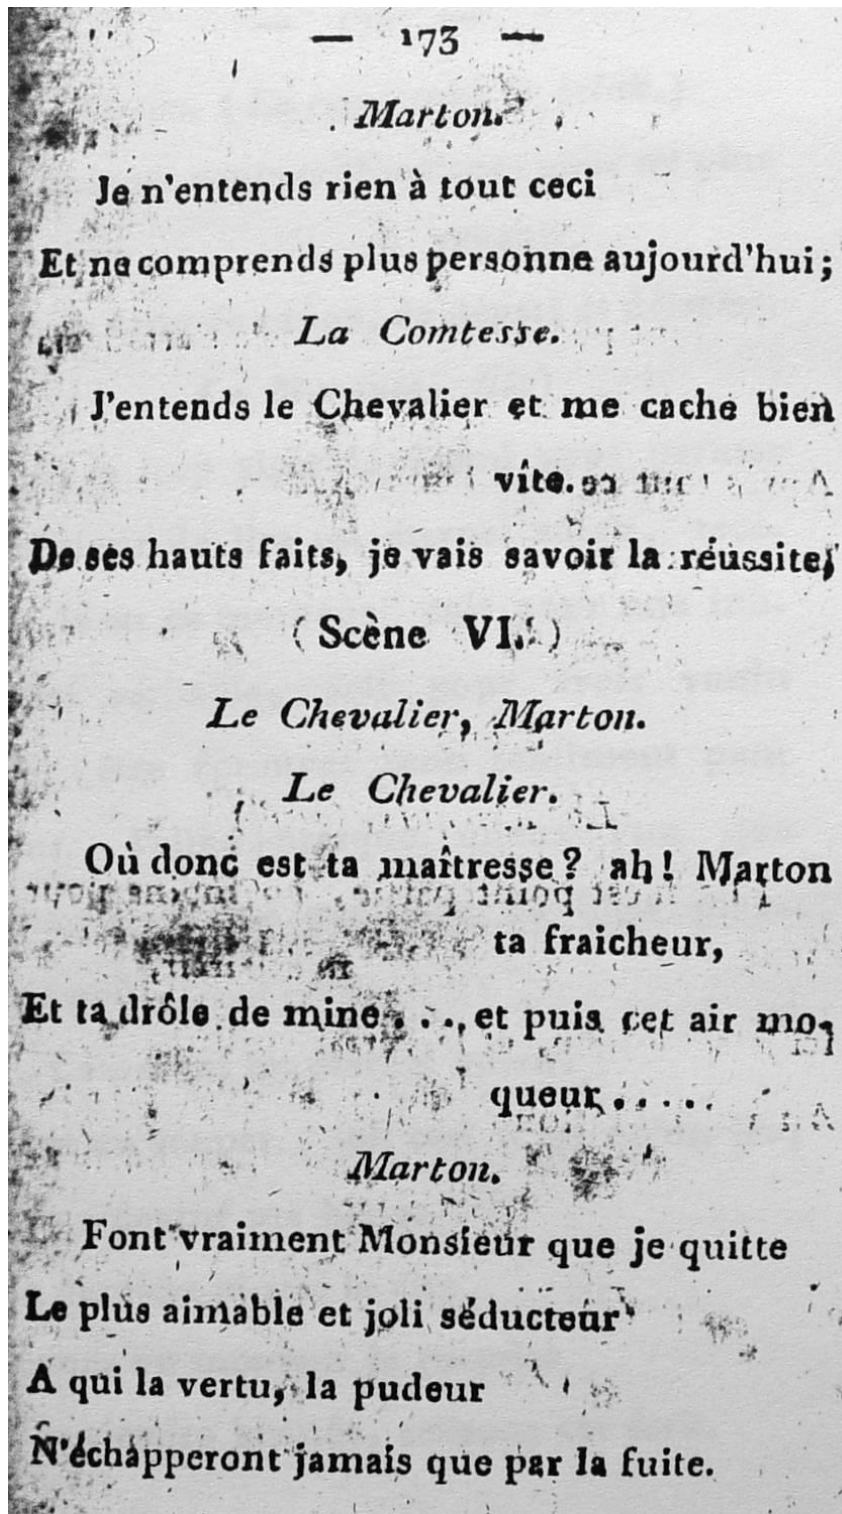 — 173 —
Marton.
Je n'entends rien à tout ceci
Et ne comprends plus personne aujourd'hui;
La Comtesse.
J'entends le Chevalier et me cache bien
vîte.
De ses hauts faits, je vais savoir la réussite,
(Scène VI.)
Le Chevalier, Marton.
Le Chevalier.
Où donc est ta maîtresse? ah! Marton
ta fraicheur,
Et ta drôle de mine...., et puis cet air mo-
queur.....
Marton.
Font vraiment Monsieur que je quitte
Le plus aimable et joli séducteur
A qui la vertu, la pudeur
N'échapperont jamais que par la fuite.